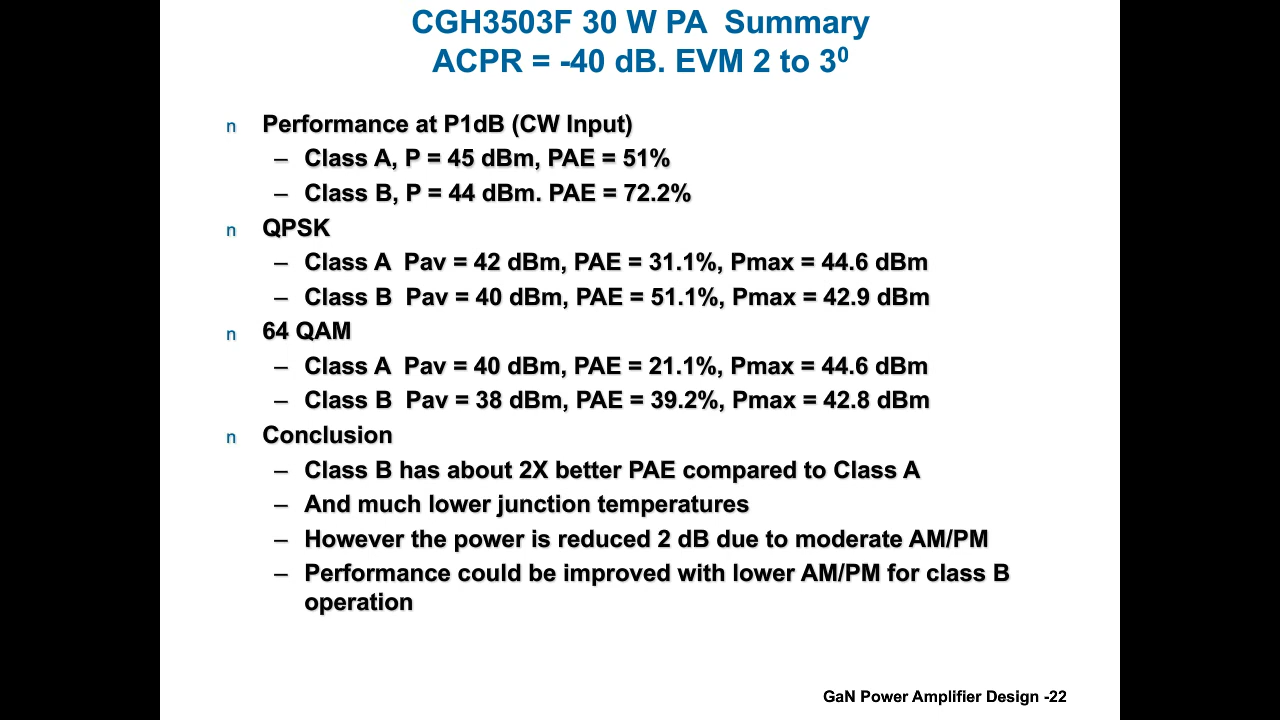 CGH3503F 30 W PA  Summary
ACPR = -40 dB. EVM 2 to 3⁰
n Performance at P1dB (CW Input)
– Class A, P = 45 dBm, PAE = 51%
– Class B, P = 44 dBm. PAE = 72.2%
n QPSK
– Class A  Pav = 42 dBm, PAE = 31.1%, Pmax = 44.6 dBm
– Class B  Pav = 40 dBm, PAE = 51.1%, Pmax = 42.9 dBm
n 64 QAM
– Class A  Pav = 40 dBm, PAE = 21.1%, Pmax = 44.6 dBm
– Class B  Pav = 38 dBm, PAE = 39.2%, Pmax = 42.8 dBm
n Conclusion
– Class B has about 2X better PAE compared to Class A
– And much lower junction temperatures
– However the power is reduced 2 dB due to moderate AM/PM
– Performance could be improved with lower AM/PM for class B
operation
GaN Power Amplifier Design -22